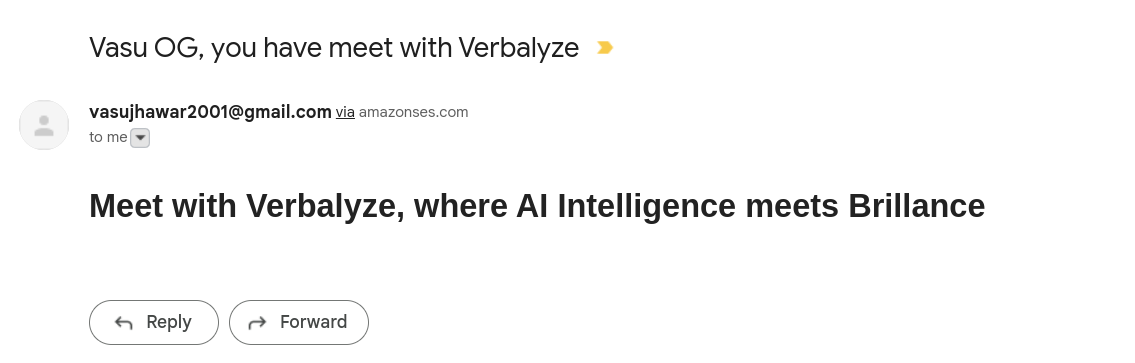 Vasu OG, you have meet with Verbalyze
vasujhawar2001@gmail.com via amazonses.com
to me
Meet with Verbalyze, where AI Intelligence meets Brillance
Reply Forward